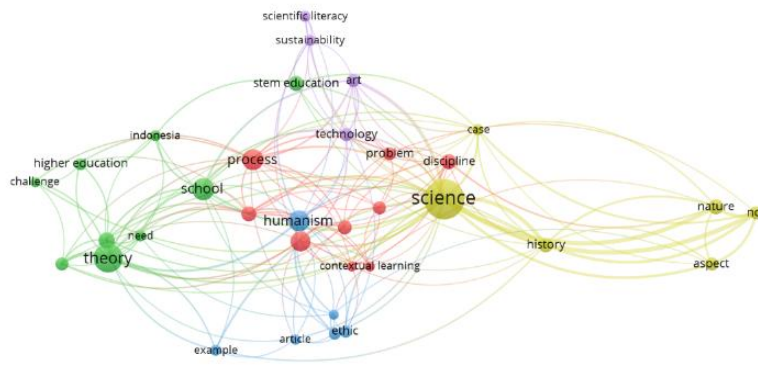 scientific literacy
sustainability
stem education
art
indonesia
technology
case
higher education
process
problem
discipline
challenge
school
science
nature
humanism
need
history
theory
contextual learning
aspect
ethic
article
example